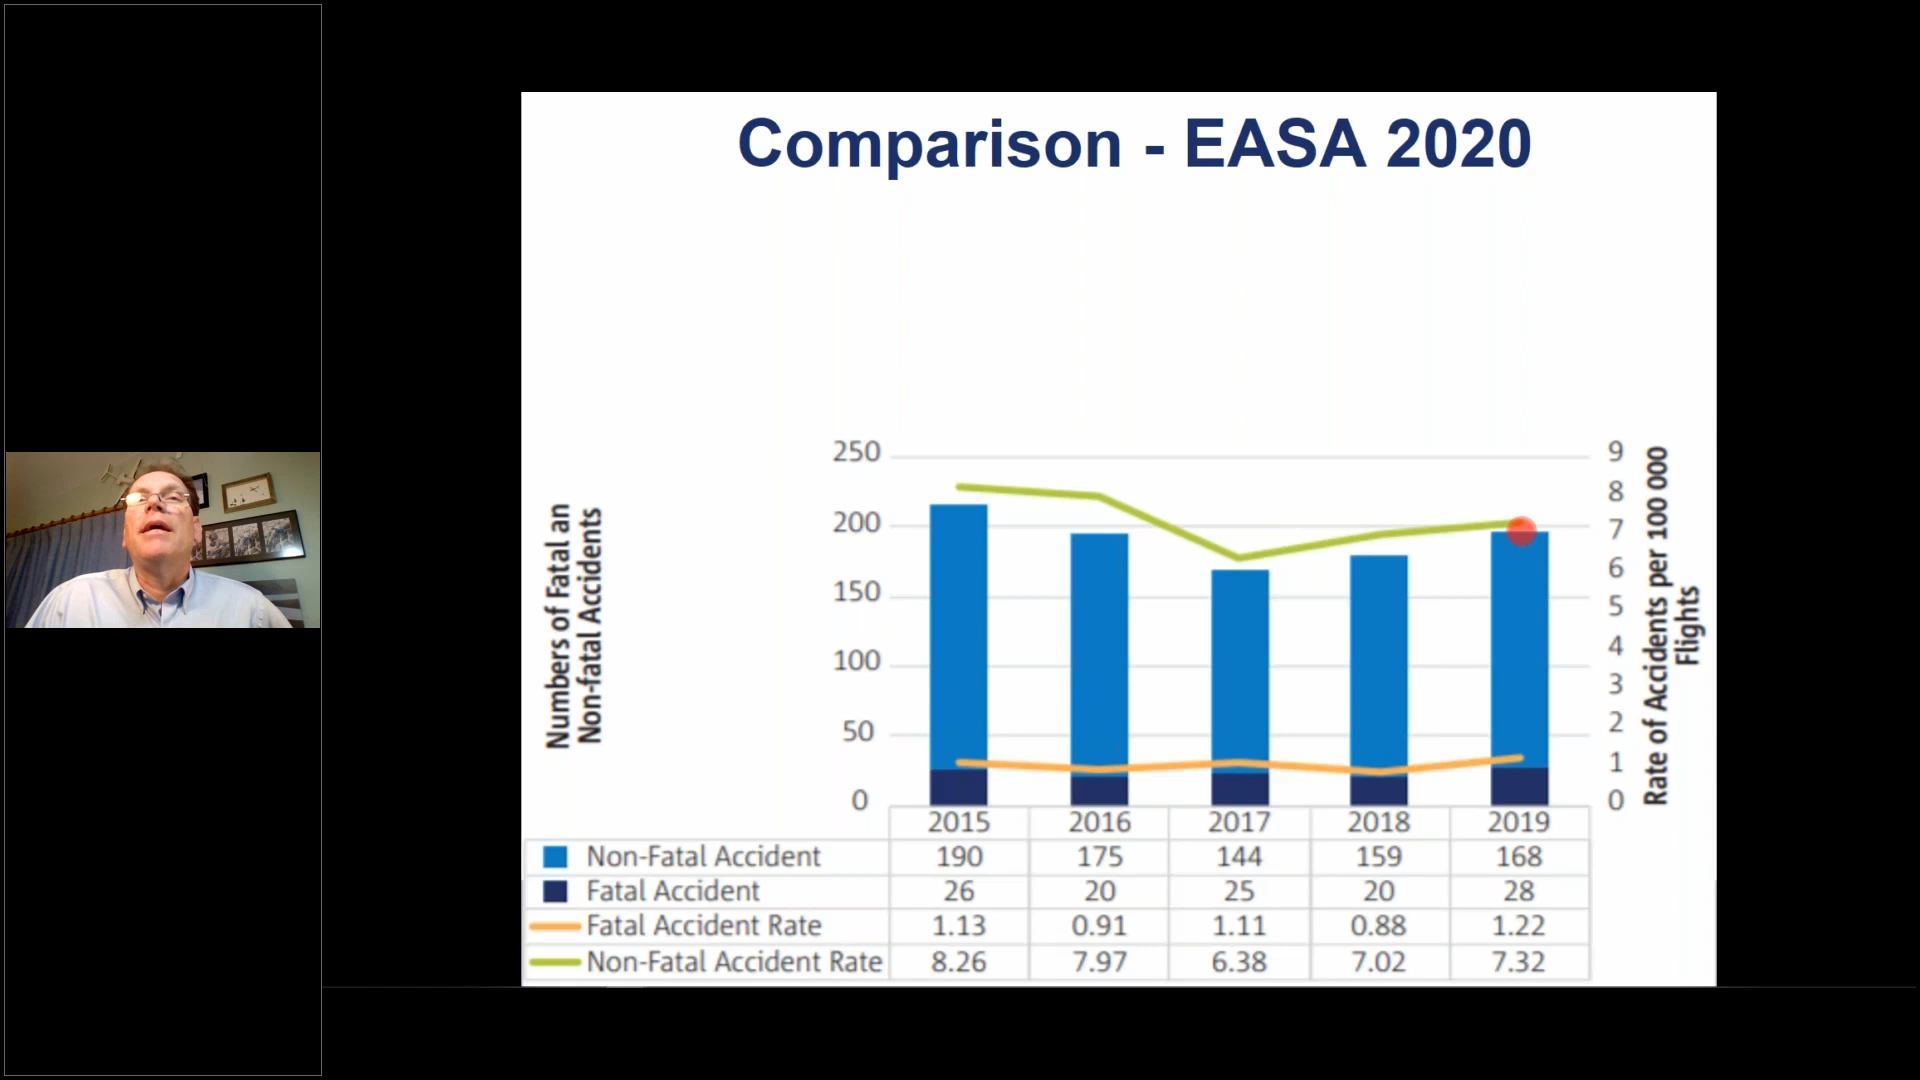 Comparison - EASA 2020
Numbers of Fatal an
Non-fatal Accidents
250
200
150
100
50
0
9
8
7
6
5
4
3
2
1
0
Rate of Accidents per 100 000
Flights
2015 2016 2017 2018 2019
Non-Fatal Accident 190 175 144 159 168
Fatal Accident 26 20 25 20 28
Fatal Accident Rate 1.13 0.91 1.11 0.88 1.22
Non-Fatal Accident Rate 8.26 7.97 6.38 7.02 7.32